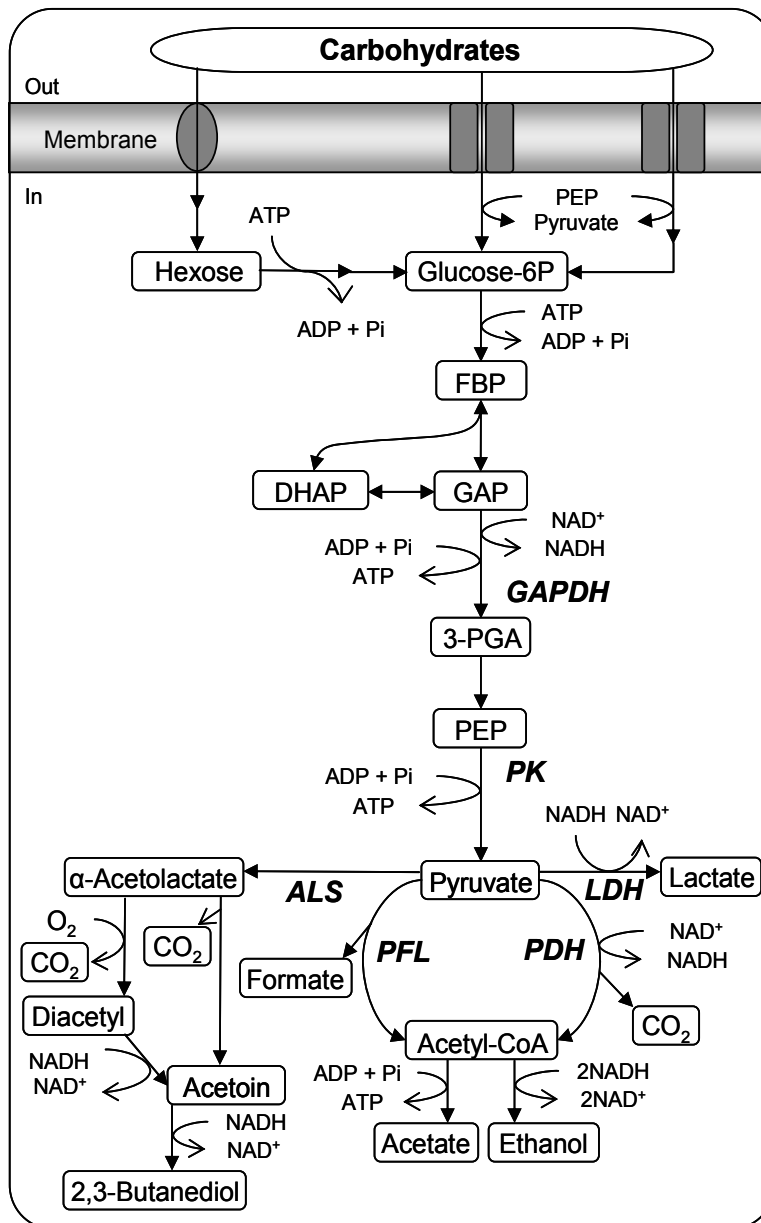 Carbohydrates
Out
Membrane
In
PEP
Pyruvate
ATP
Hexose
Glucose-6P
ADP + Pi
ATP
ADP + Pi
FBP
DHAP
GAP
NAD⁺
NADH
ADP + Pi
ATP
GAPDH
3-PGA
PEP
ADP + Pi
ATP
PK
NADH NAD⁺
α-Acetolactate
ALS
Pyruvate
LDH
Lactate
O₂
CO₂
CO₂
Formate
PFL
PDH
NAD⁺
NADH
CO₂
Diacetyl
NADH
NAD⁺
Acetoin
Acetyl-CoA
ADP + Pi
ATP
2NADH
2NAD⁺
NADH
NAD⁺
Acetate
Ethanol
2,3-Butanediol